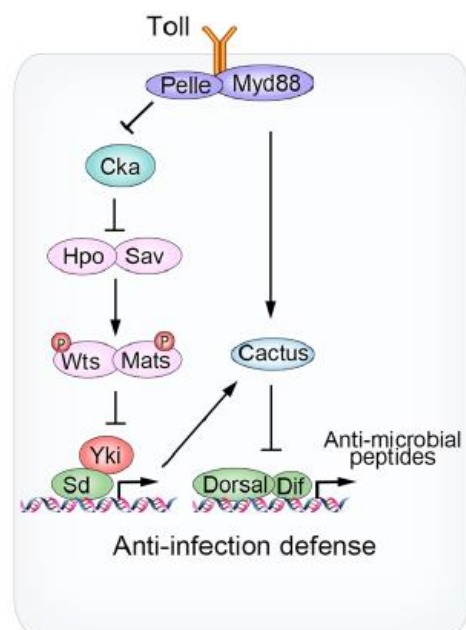 Toll
Pelle Myd88
Cka
Hpo Sav
P P
Wts Mats
Cactus
Yki
Sd
Anti-microbial
peptides
Dorsal Dif
Anti-infection defense